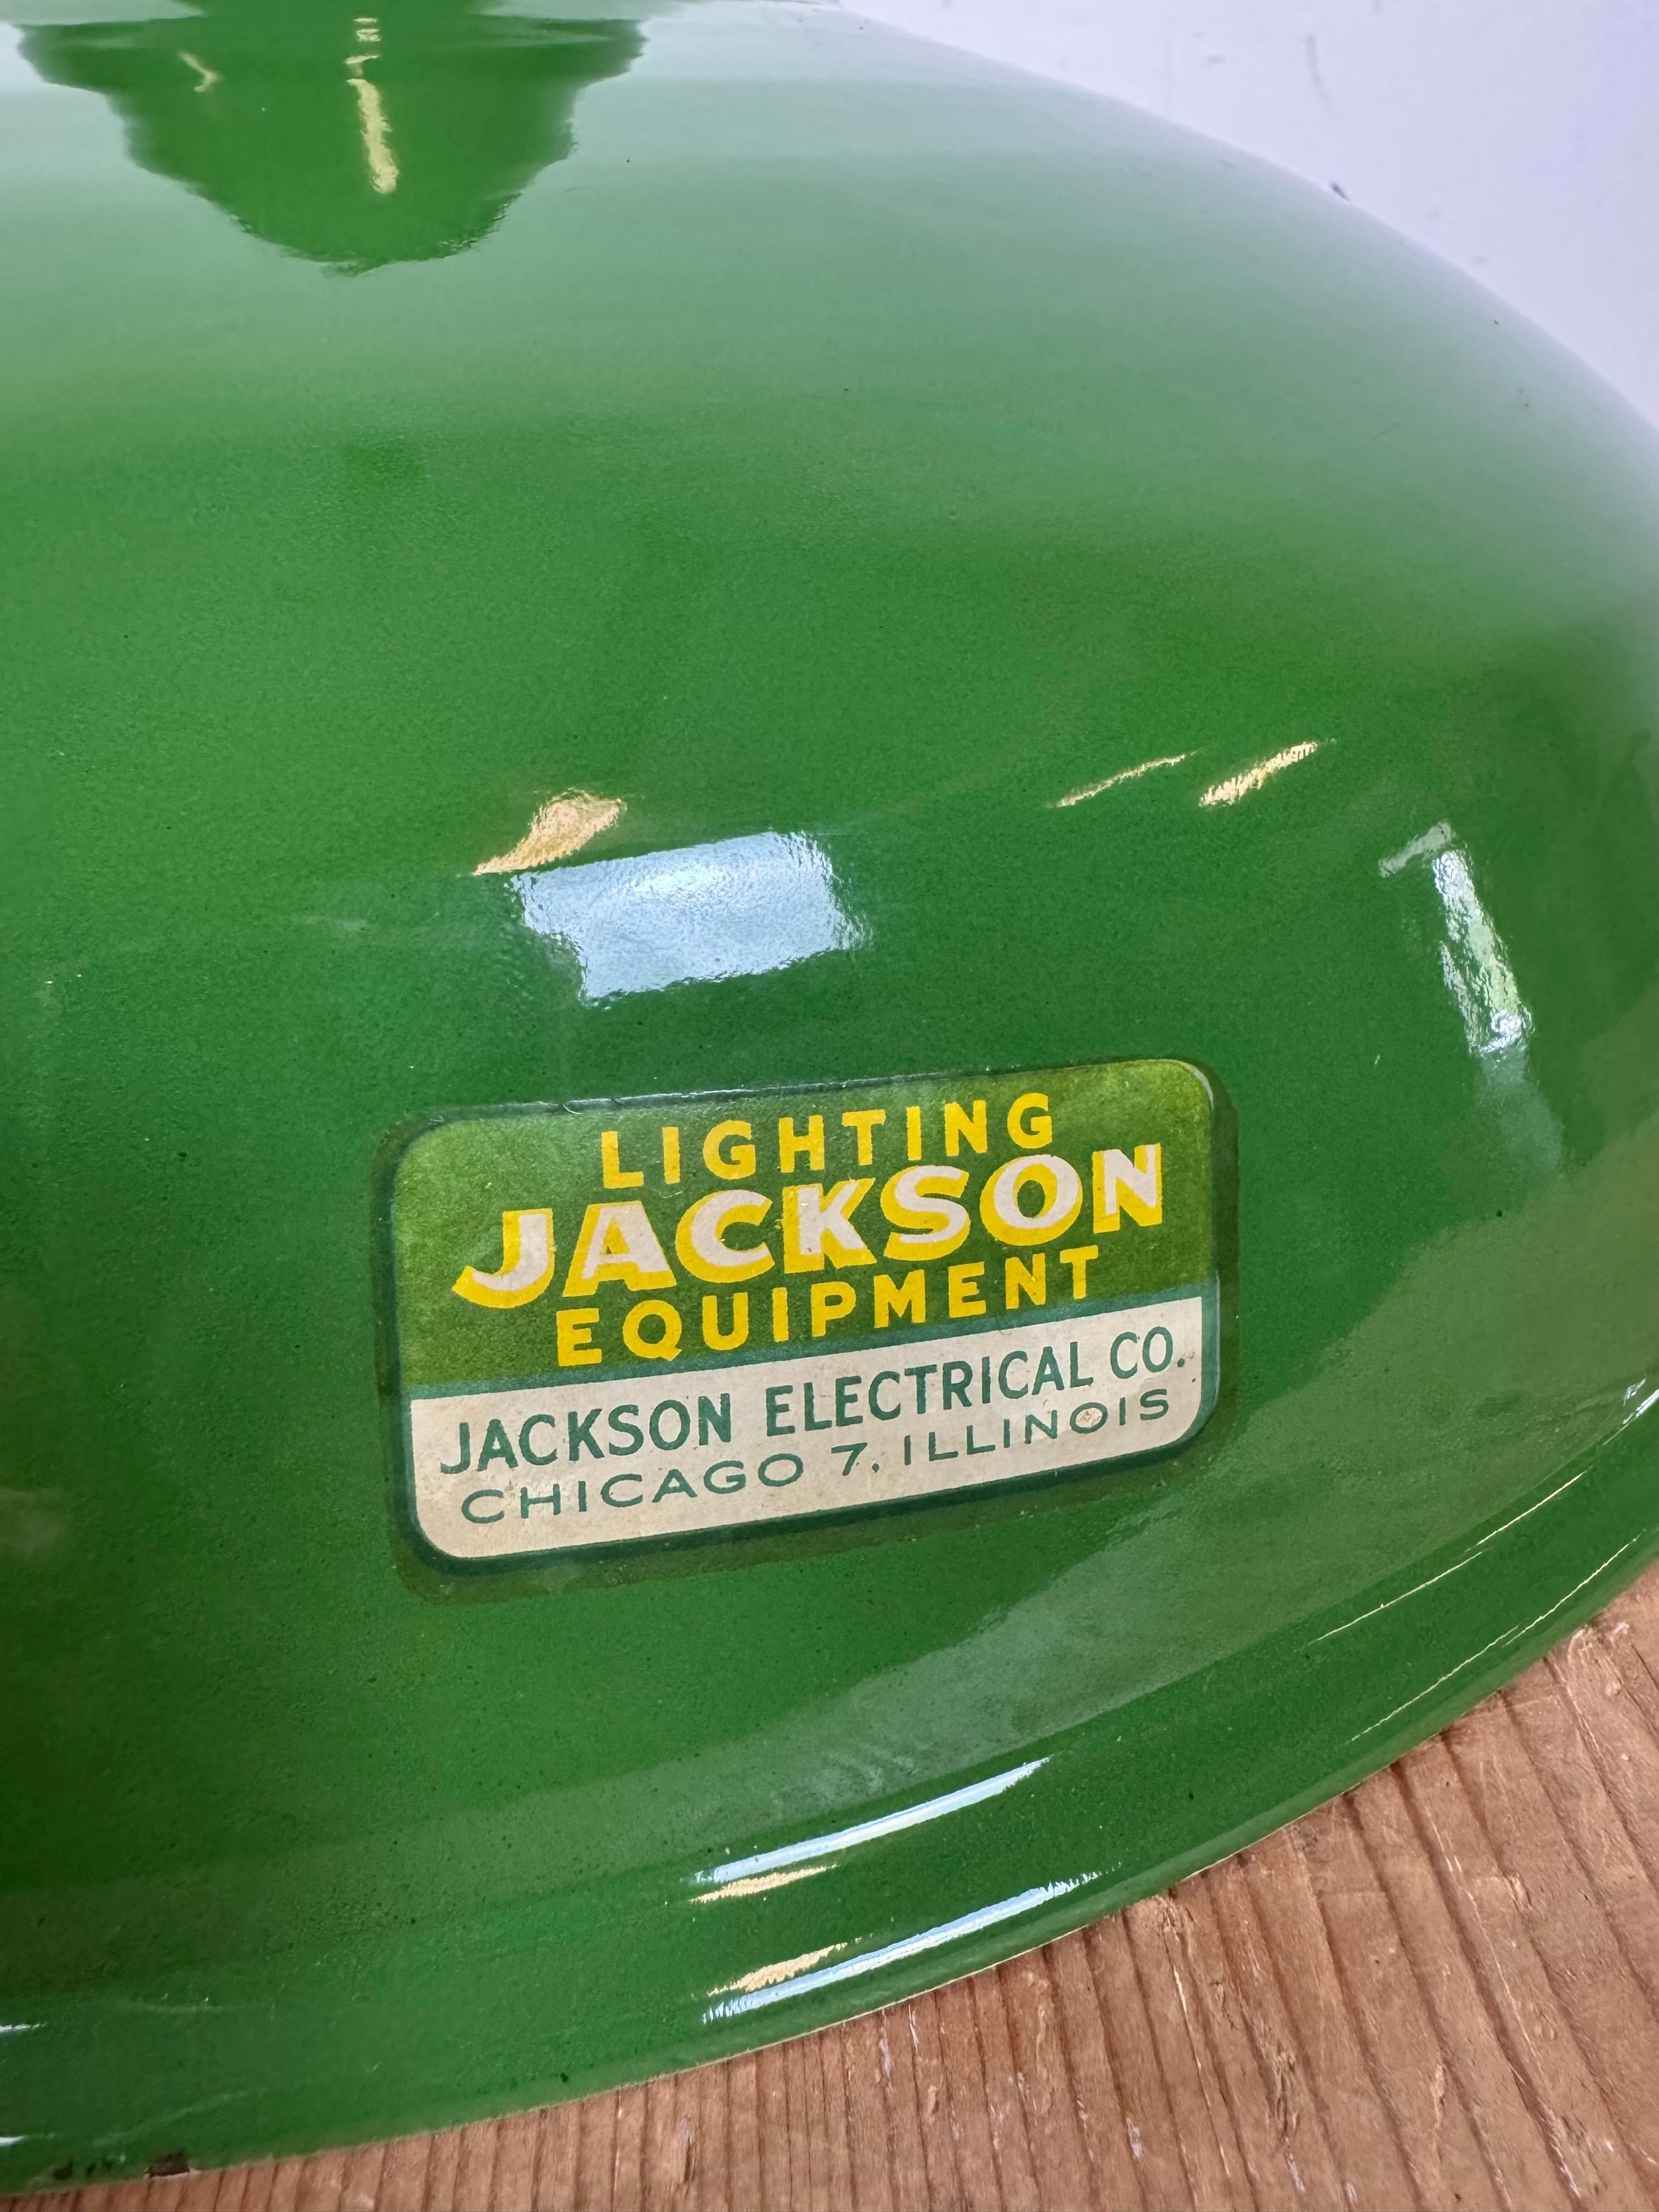 LIGHTING
JACKSON
EQUIPMENT
JACKSON ELECTRICAL CO.
CHICAGO 7, ILLINOIS